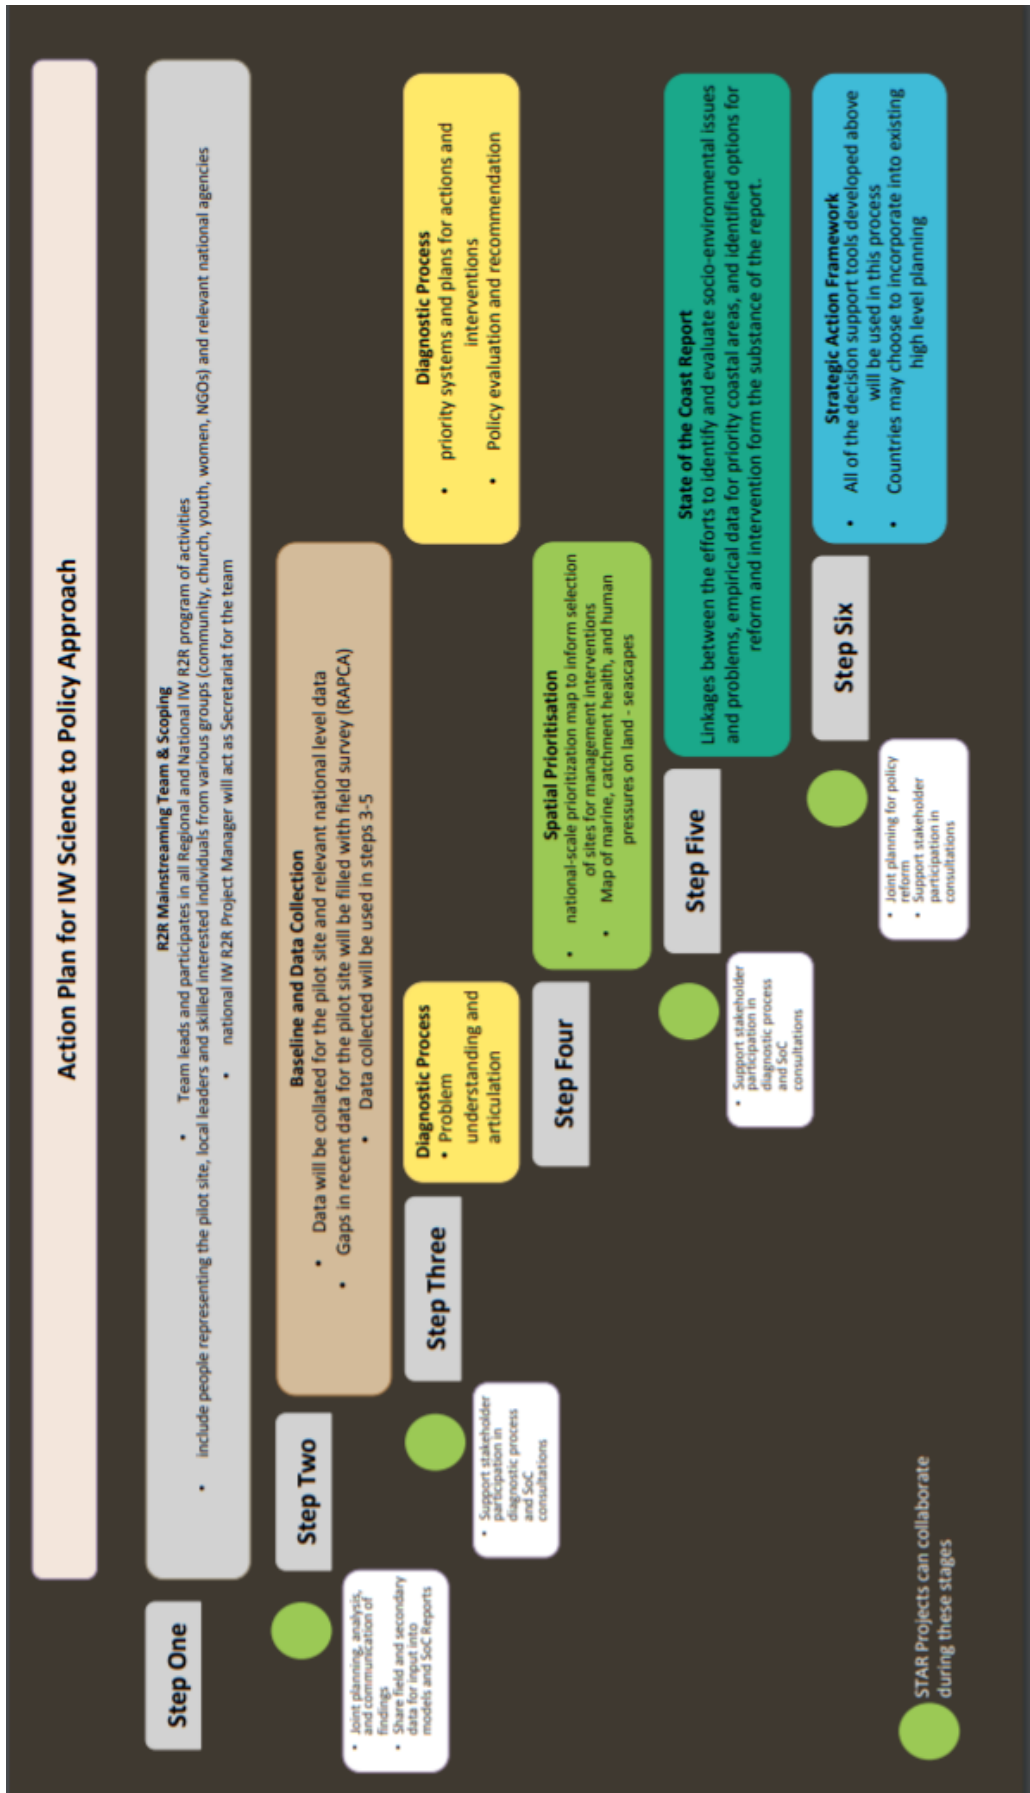 Action Plan for IW Science to Policy Approach
Step One
R2R Mainstreaming Team & Scoping
• Team leads and participates in all Regional and National IW R2R program of activities
• include people representing the pilot site, local leaders and skilled interested individuals from various groups (community, church, youth, women, NGOs) and relevant national agencies
• national IW R2R Project Manager will act as Secretariat for the team
Step Two
Baseline and Data Collection
• Data will be collated for the pilot site and relevant national level data
• Gaps in recent data for the pilot site will be filled with field survey (RAPCA)
• Data collected will be used in steps 3-5
• Joint planning, analysis,
and communication of
findings
• Share field and secondary
data for input into
models and SoC Reports
Step Three
Diagnostic Process
• Problem
understanding and
articulation
Diagnostic Process
• priority systems and plans for actions and
interventions
• Policy evaluation and recommendation
• Support stakeholder
participation in
diagnostic process
and SoC
consultations
Step Four
Spatial Prioritisation
• national-scale prioritization map to inform selection
of sites for management interventions
• Map of marine, catchment health, and human
pressures on land - seascapes
Step Five
State of the Coast Report
Linkages between the efforts to identify and evaluate socio-environmental issues
and problems, empirical data for priority coastal areas, and identified options for
reform and intervention form the substance of the report.
• Support stakeholder
participation in
diagnostic process
and SoC
consultations
Step Six
Strategic Action Framework
• All of the decision support tools developed above
will be used in this process
• Countries may choose to incorporate into existing
high level planning
• Joint planning for policy
reform
• Support stakeholder
participation in
consultations
STAR Projects can collaborate
during these stages